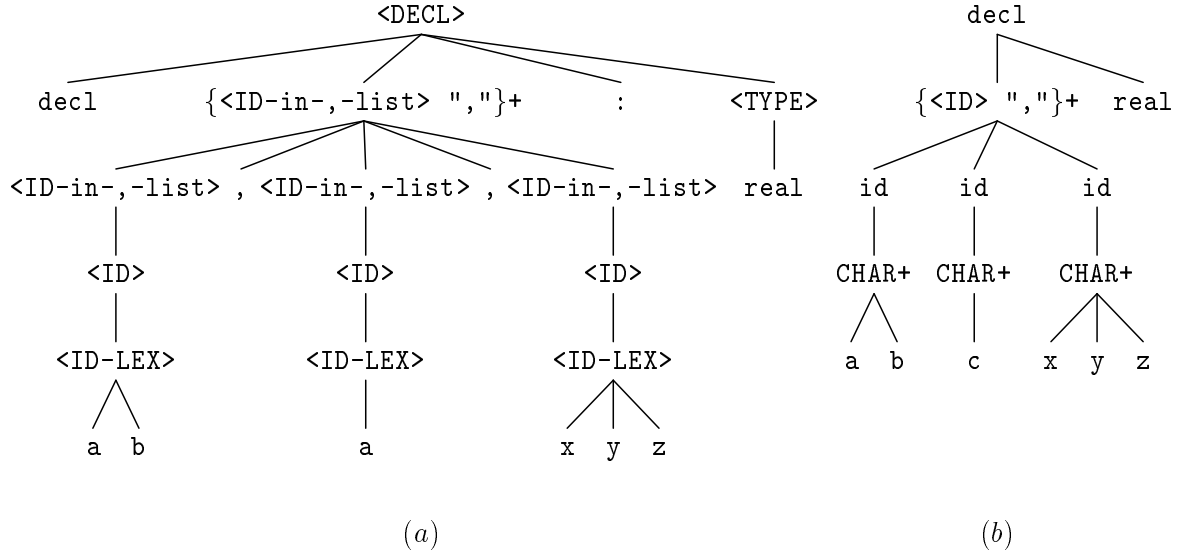 <DECL> decl
decl {<ID-in-,-list> ","}+ : <TYPE> {<ID> ","}+ real
<ID-in-,-list> , <ID-in-,-list> , <ID-in-,-list> real id id id
<ID> <ID> <ID> CHAR+ CHAR+ CHAR+
<ID-LEX> <ID-LEX> <ID-LEX> a b c x y z
a b a x y z
(a) (b)